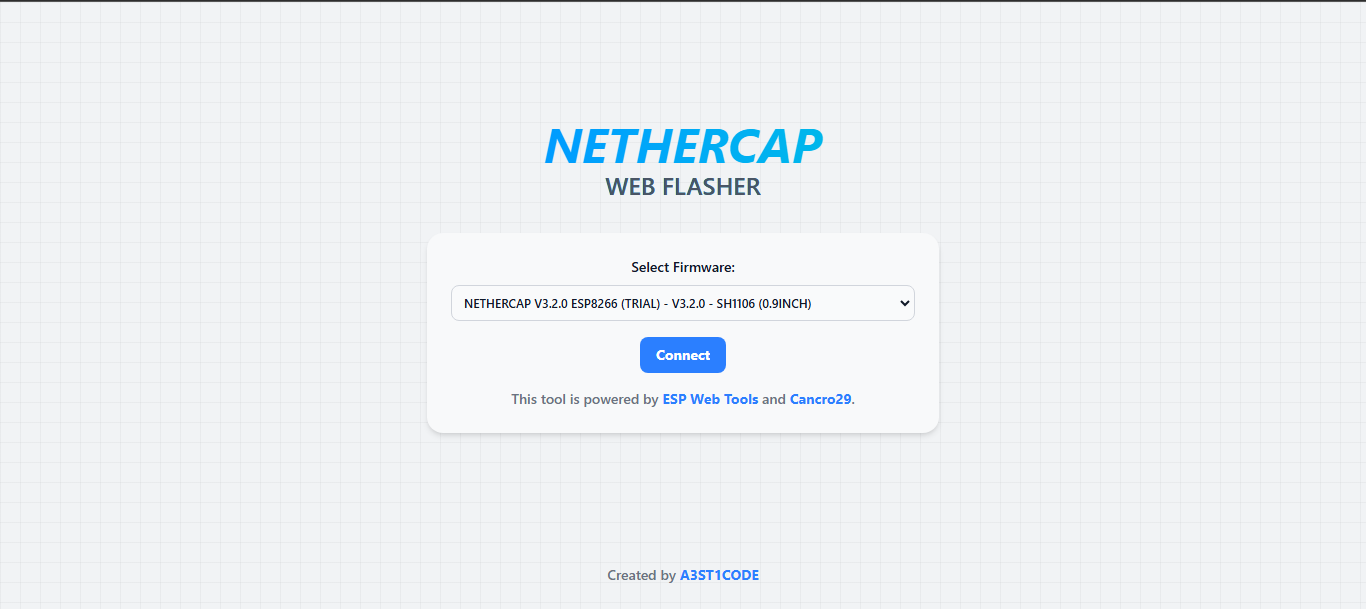 NETHERCAP
WEB FLASHER
Select Firmware:
NETHERCAP V3.2.0 ESP8266 (TRIAL) - V3.2.0 - SH1106 (0.9INCH)
Connect
This tool is powered by ESP Web Tools and Cancro29.
Created by A3ST1CODE